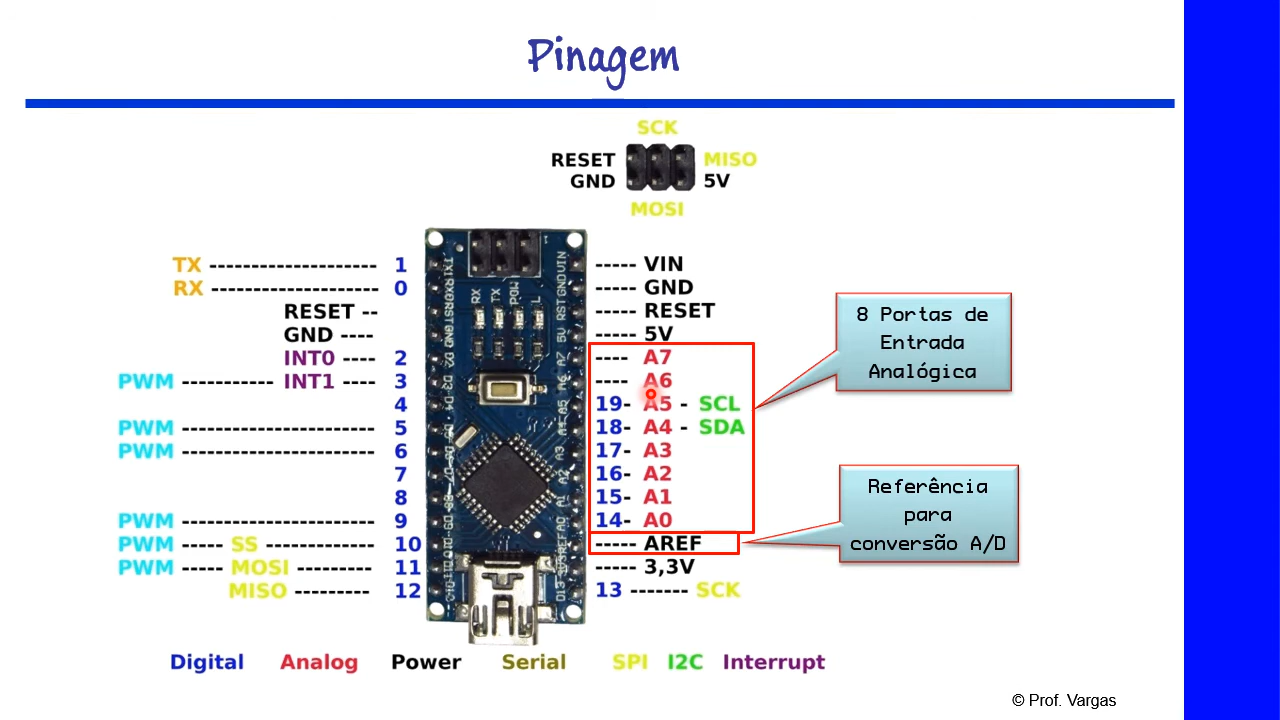 Pinagem
SCK
RESET MISO
GND 5V
MOSI
TX --------------------- 1 ----- VIN
RX --------------------- 0 ----- GND
RESET -- ----- RESET
GND ---- ----- 5V
INT0 ---- 2 ---- A7
PWM ----------- INT1 ---- 3 ---- A6
4 19- A5 - SCL
PWM 5 18- A4 - SDA
PWM 6 17- A3
7 16- A2
8 15- A1
PWM 9 14- A0
PWM ----- SS 10 ----- AREF
PWM ----- MOSI --------- 11 ----- 3,3V
MISO --------- 12 13 ------- SCK
8 Portas de
Entrada
Analógica
Referência
para
conversão A/D
RX TX POW L
Digital Analog Power Serial SPI I2C Interrupt
© Prof. Vargas